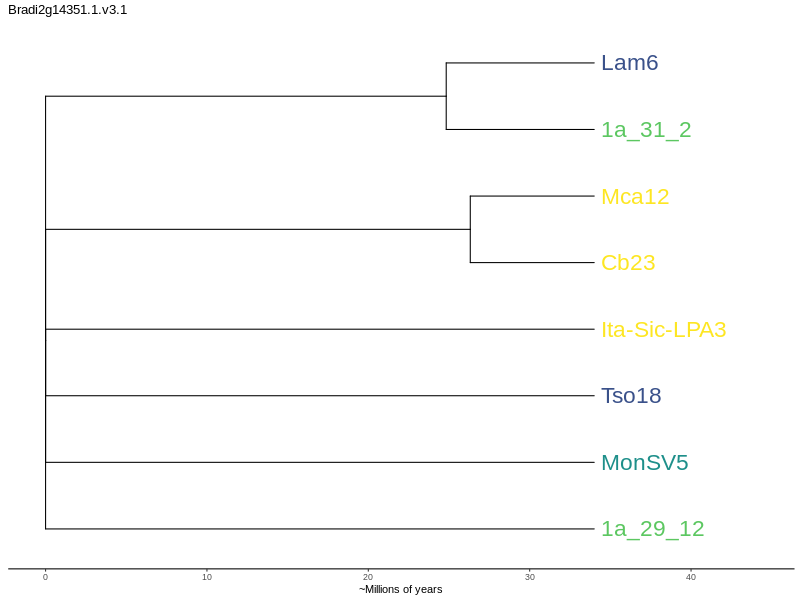 Bradi2g14351.1.v3.1
Lam6
1a_31_2
Mca12
Cb23
Ita-Sic-LPA3
Tso18
MonSV5
1a_29_12
0 10 20 30 40
~Millions of years